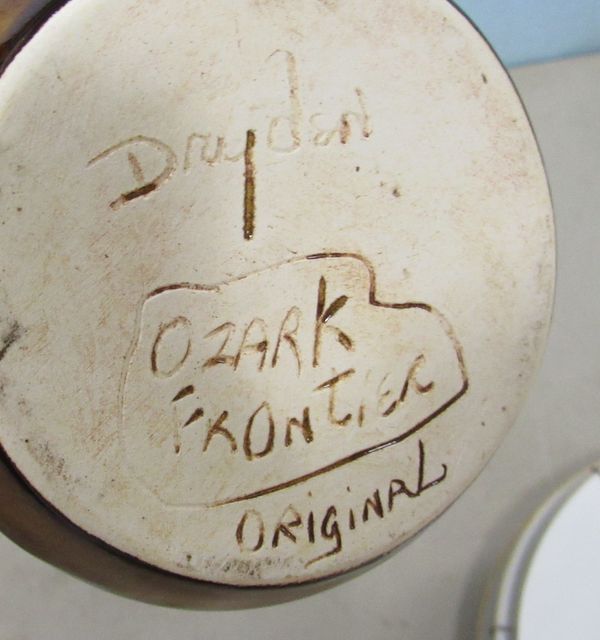 Dryden
OZARK
FRONTIER
ORIGINAL